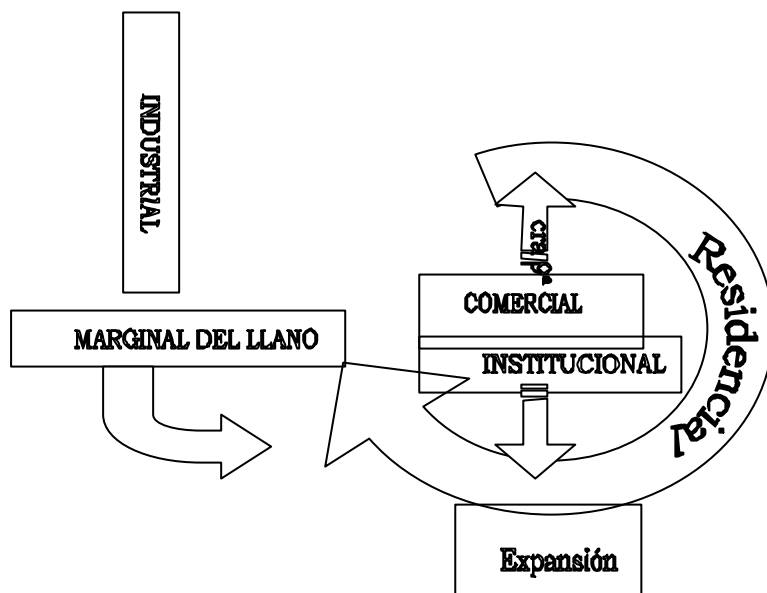 INDUSTRIAL
Residencial
COMERCIAL
MARGINAL DEL LLANO
INSTITUCIONAL
Expansión